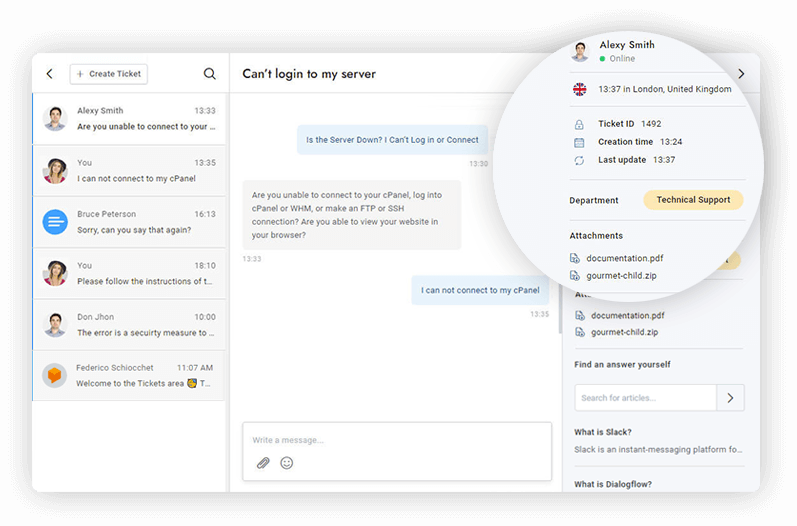 Create Ticket
Alexy Smith 13:33
Are you unable to connect to your ...
You 13:35
I can not connect to my cPanel
Bruce Peterson 16:13
Sorry, can you say that again?
You 18:10
Please follow the instructions of t...
Don Jhon 10:00
The error is a secuirty measure to ...
Federico Schiocchet 11:07 AM
Welcome to the Tickets area T...
Can't login to my server
Is the Server Down? I Can't Log in or Connect
13:30
Are you unable to connect to your cPanel, log into
cPanel or WHM, or make an FTP or SSH
connection? Are you able to view your website in
your browser?
13:33
I can not connect to my cPanel
13:35
Write a message...
Alexy Smith
Online
13:37 in London, United Kingdom
Ticket ID 1492
Creation time 13:24
Last update 13:37
Department Technical Support
Attachments
documentation.pdf
gourmet-child.zip
documentation.pdf
gourmet-child.zip
Find an answer yourself
Search for articles...
What is Slack?
Slack is an instant-messaging platform fo...
What is Dialogflow?